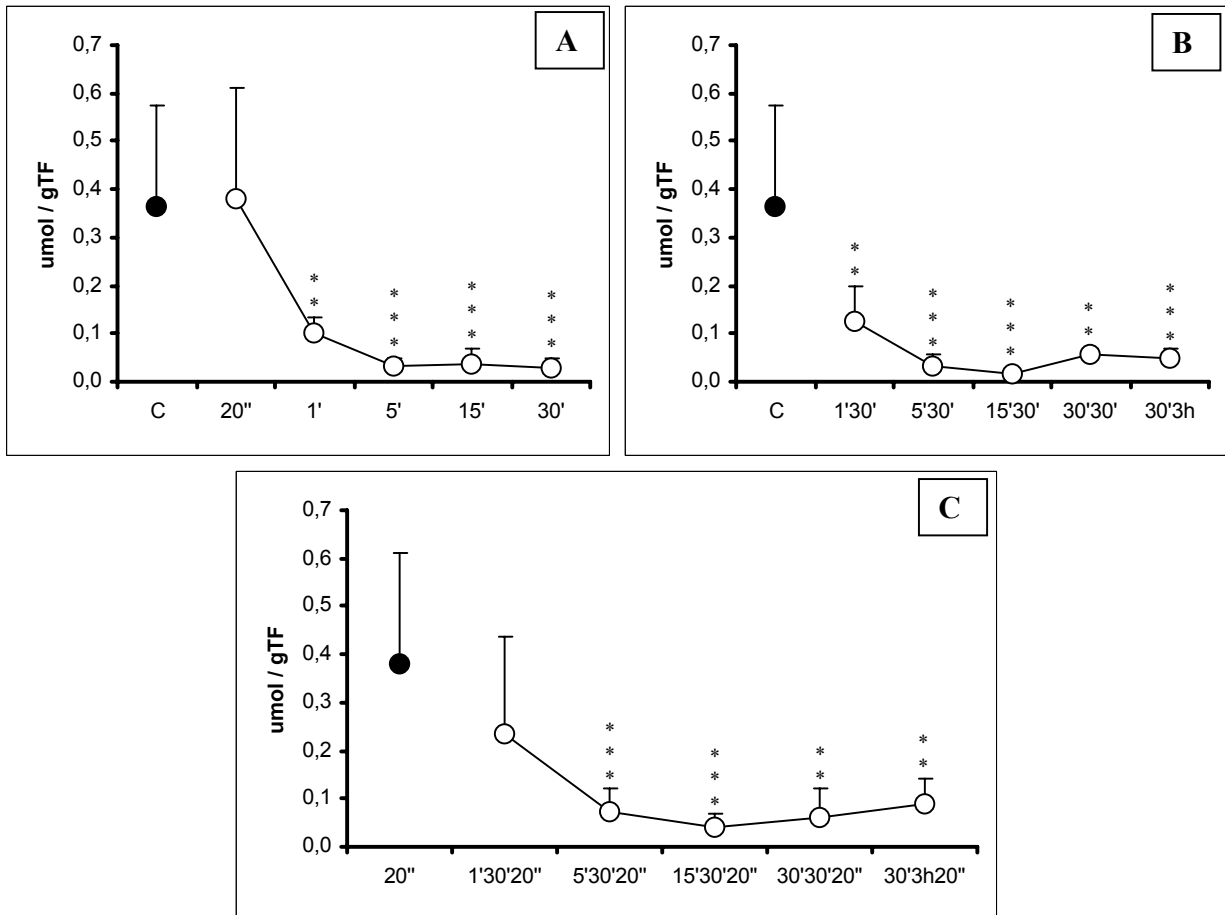 A
0,7
0,6
0,5
0,4
0,3
0,2
0,1
0,0
umol / gTF
* *
* * *
* * *
* * *
C 20" 1' 5' 15' 30'
B
0,7
0,6
0,5
0,4
0,3
0,2
0,1
0,0
umol / gTF
* *
* * *
* * *
* *
* * *
C 1'30' 5'30' 15'30' 30'30' 30'3h
C
0,7
0,6
0,5
0,4
0,3
0,2
0,1
0,0
umol / gTF
* * *
* * *
* *
* *
20" 1'30'20" 5'30'20" 15'30'20" 30'30'20" 30'3h20"